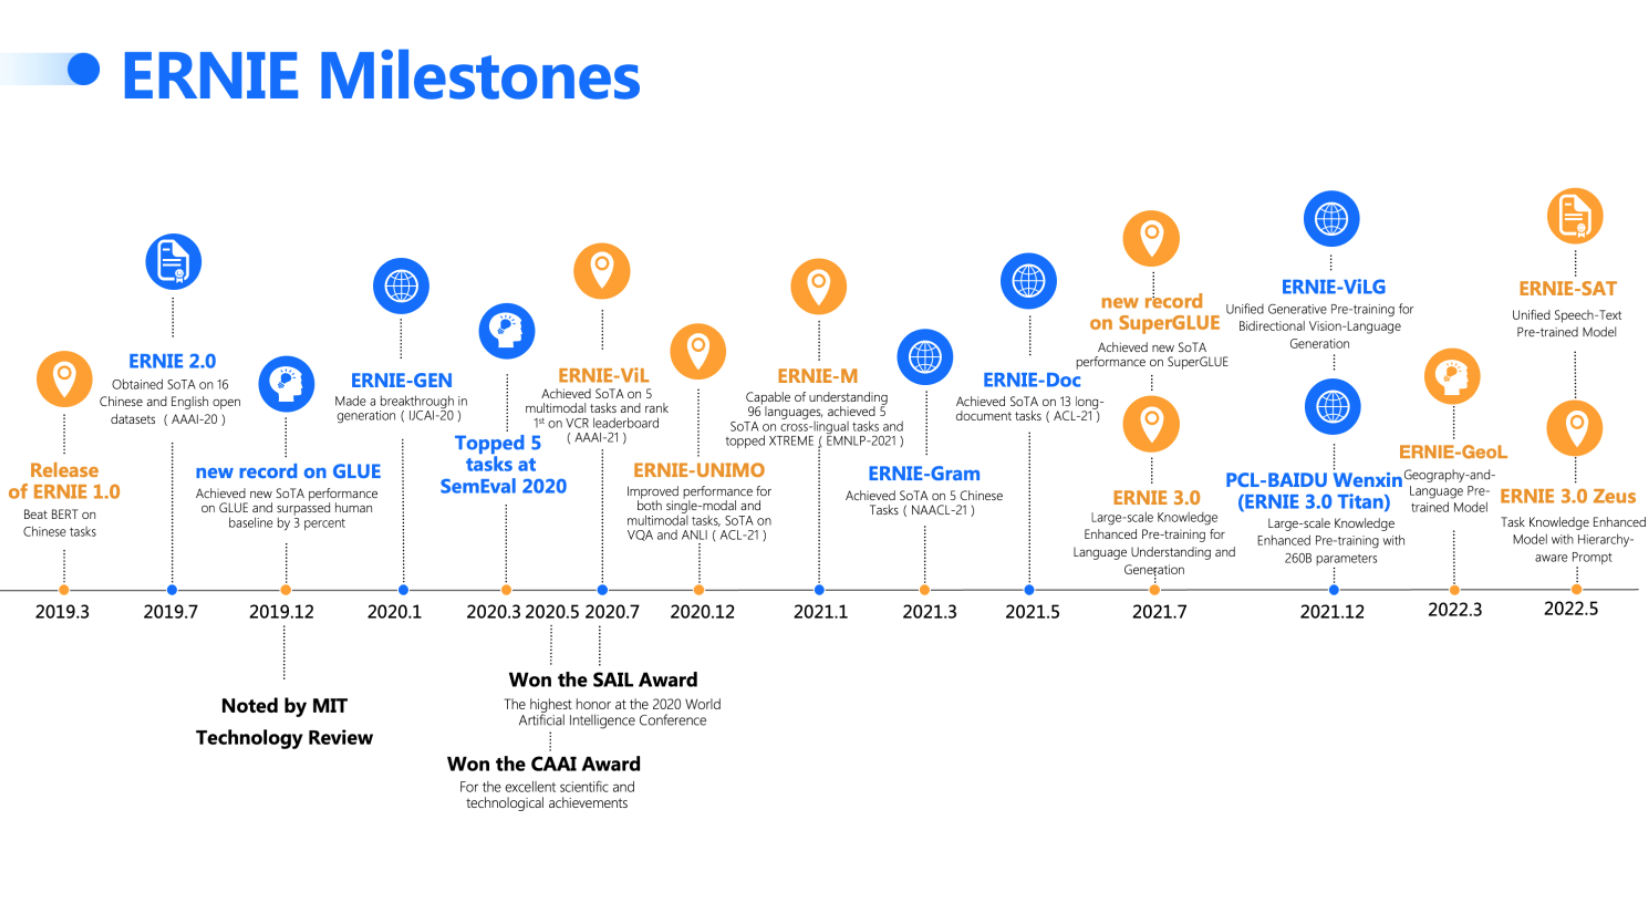 ERNIE Milestones
Release
of ERNIE 1.0
Beat BERT on
Chinese tasks
ERNIE 2.0
Obtained SoTA on 16
Chinese and English open
datasets ( AAAI-20 )
new record on GLUE
Achieved new SoTA performance
on GLUE and surpassed human
baseline by 3 percent
ERNIE-GEN
Made a breakthrough in
generation ( IJCAI-20 )
Topped 5
tasks at
SemEval 2020
ERNIE-ViL
Achieved SoTA on 5
multimodal tasks and rank
1st on VCR leaderboard
( AAAI-21 )
ERNIE-UNIMO
Improved performance for
both single-modal and
multimodal tasks, SoTA on
VQA and ANLI ( ACL-21 )
ERNIE-M
Capable of understanding
96 languages, achieved 5
SoTA on cross-lingual tasks and
topped XTREME ( EMNLP-2021 )
ERNIE-Gram
Achieved SoTA on 5 Chinese
Tasks ( NAACL-21 )
ERNIE-Doc
Achieved SoTA on 13 long-
document tasks ( ACL-21 )
new record
on SuperGLUE
Achieved new SoTA
performance on SuperGLUE
ERNIE 3.0
Large-scale Knowledge
Enhanced Pre-training for
Language Understanding and
Generation
ERNIE-ViLG
Unified Generative Pre-training for
Bidirectional Vision-Language
Generation
PCL-BAIDU Wenxin
(ERNIE 3.0 Titan)
Large-scale Knowledge
Enhanced Pre-training with
260B parameters
ERNIE-GeoL
Geography-and-
Language Pre-
trained Model
ERNIE-SAT
Unified Speech-Text
Pre-trained Model
ERNIE 3.0 Zeus
Task Knowledge Enhanced
Model with Hierarchy-
aware Prompt
2019.3 2019.7 2019.12 2020.1 2020.3 2020.5 2020.7 2020.12 2021.1 2021.3 2021.5 2021.7 2021.12 2022.3 2022.5
Noted by MIT
Technology Review
Won the SAIL Award
The highest honor at the 2020 World
Artificial Intelligence Conference
Won the CAAI Award
For the excellent scientific and
technological achievements